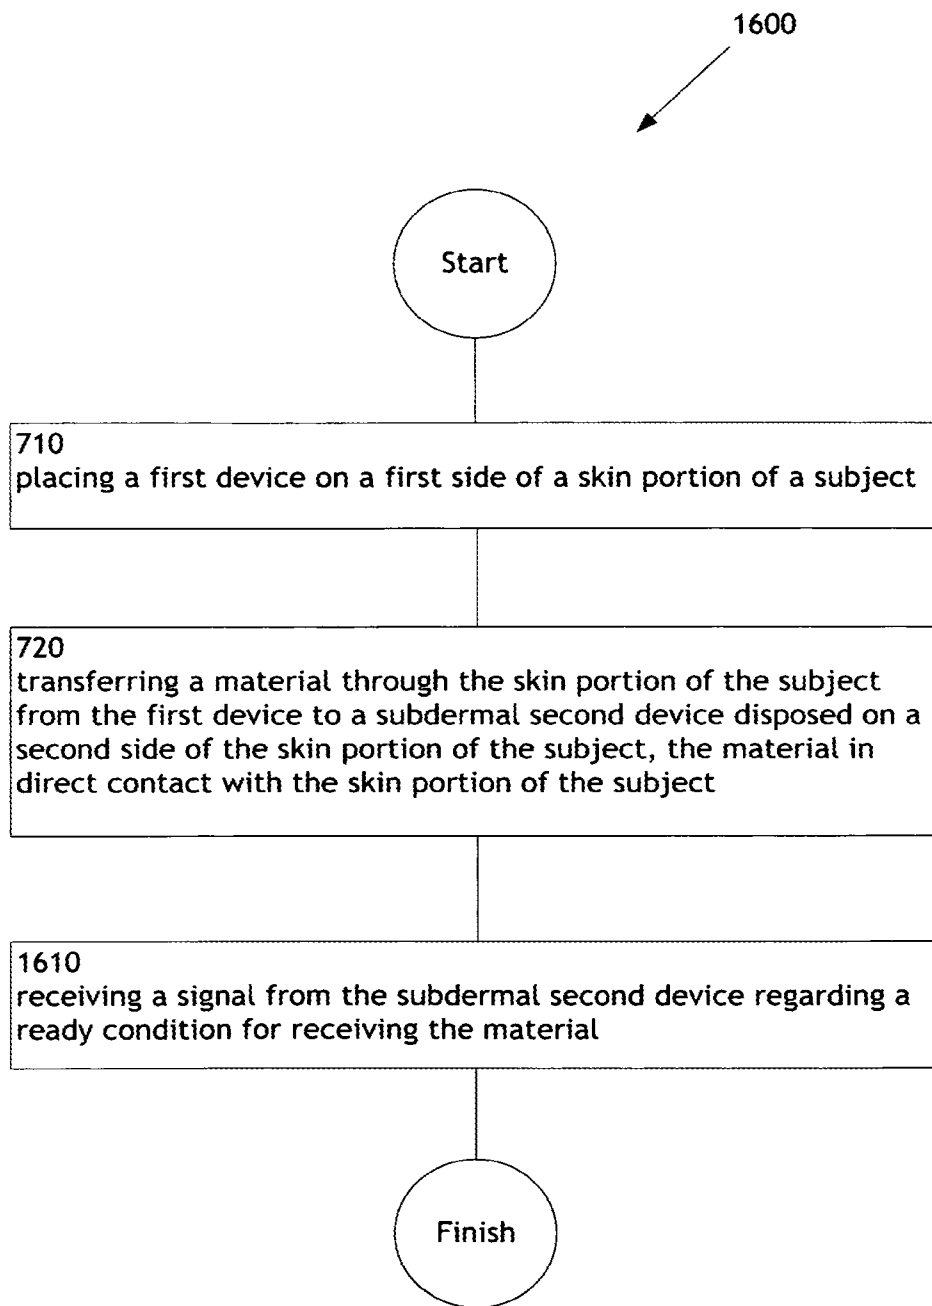 1600
Start
710
placing a first device on a first side of a skin portion of a subject
720
transferring a material through the skin portion of the subject
from the first device to a subdermal second device disposed on a
second side of the skin portion of the subject, the material in
direct contact with the skin portion of the subject
1610
receiving a signal from the subdermal second device regarding a
ready condition for receiving the material
Finish